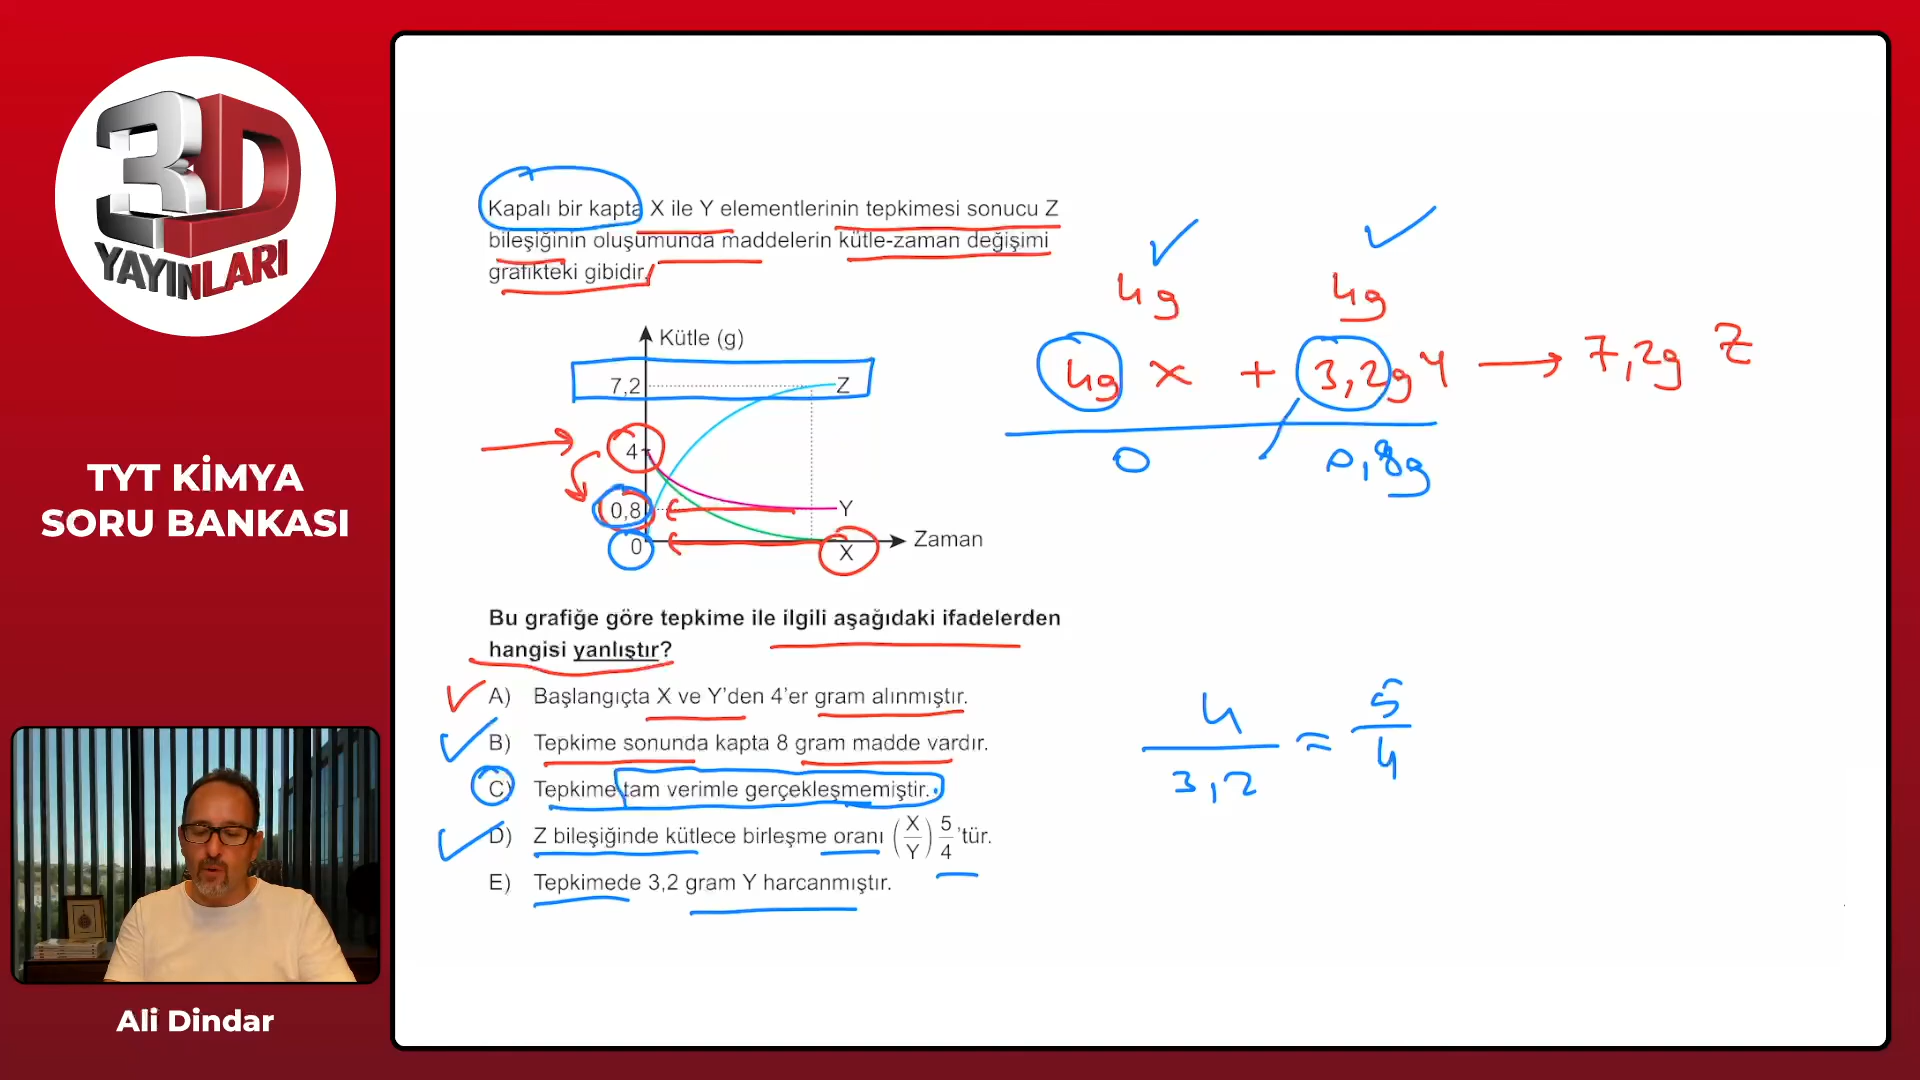 3D
YAYINLARI
TYT KİMYA
SORU BANKASI
Ali Dindar
Kapalı bir kapta X ile Y elementlerinin tepkimesi sonucu Z
bileşiğinin oluşumunda maddelerin kütle-zaman değişimi
grafikteki gibidir.
Kütle (g)
7,2
Z
4
0,8
Y
0
X
Zaman
Bu grafiğe göre tepkime ile ilgili aşağıdaki ifadelerden
hangisi yanlıştır?
A) Başlangıçta X ve Y'den 4'er gram alınmıştır.
B) Tepkime sonunda kapta 8 gram madde vardır.
C) Tepkime tam verimle gerçekleşmemiştir.
D) Z bileşiğinde kütlece birleşme oranı (X/Y) 5/4 'tür.
E) Tepkimede 3,2 gram Y harcanmıştır.
4g 4g
4g X + 3,2g Y → 7,2g Z
0 0,8g
4/3,2 = 5/4